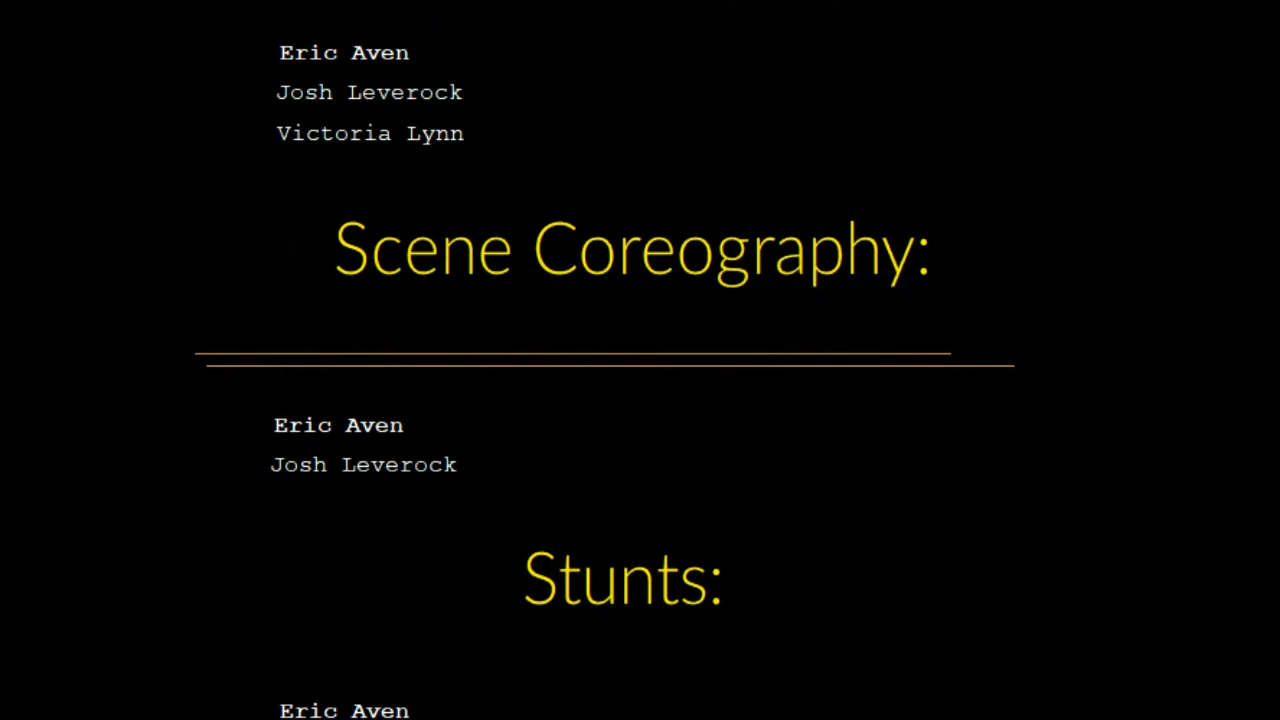 Eric Aven
Josh Leverock
Victoria Lynn
Scene Coreography:
Eric Aven
Josh Leverock
Stunts:
Eric Aven